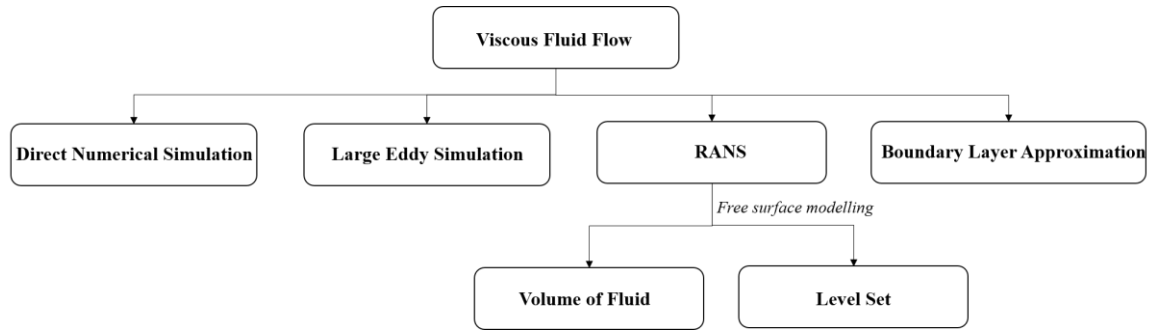 Viscous Fluid Flow
Direct Numerical Simulation
Large Eddy Simulation
RANS
Boundary Layer Approximation
Free surface modelling
Volume of Fluid
Level Set